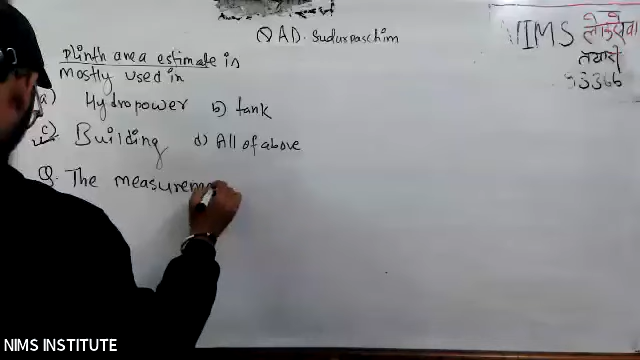 Q AD. Sudurpaschim
NIMS लोकसेवा
तयारी
Plinth area estimate is
mostly used in
a) Hydropower b) tank
c) Building d) All of above
Q. The measurem
NIMS INSTITUTE